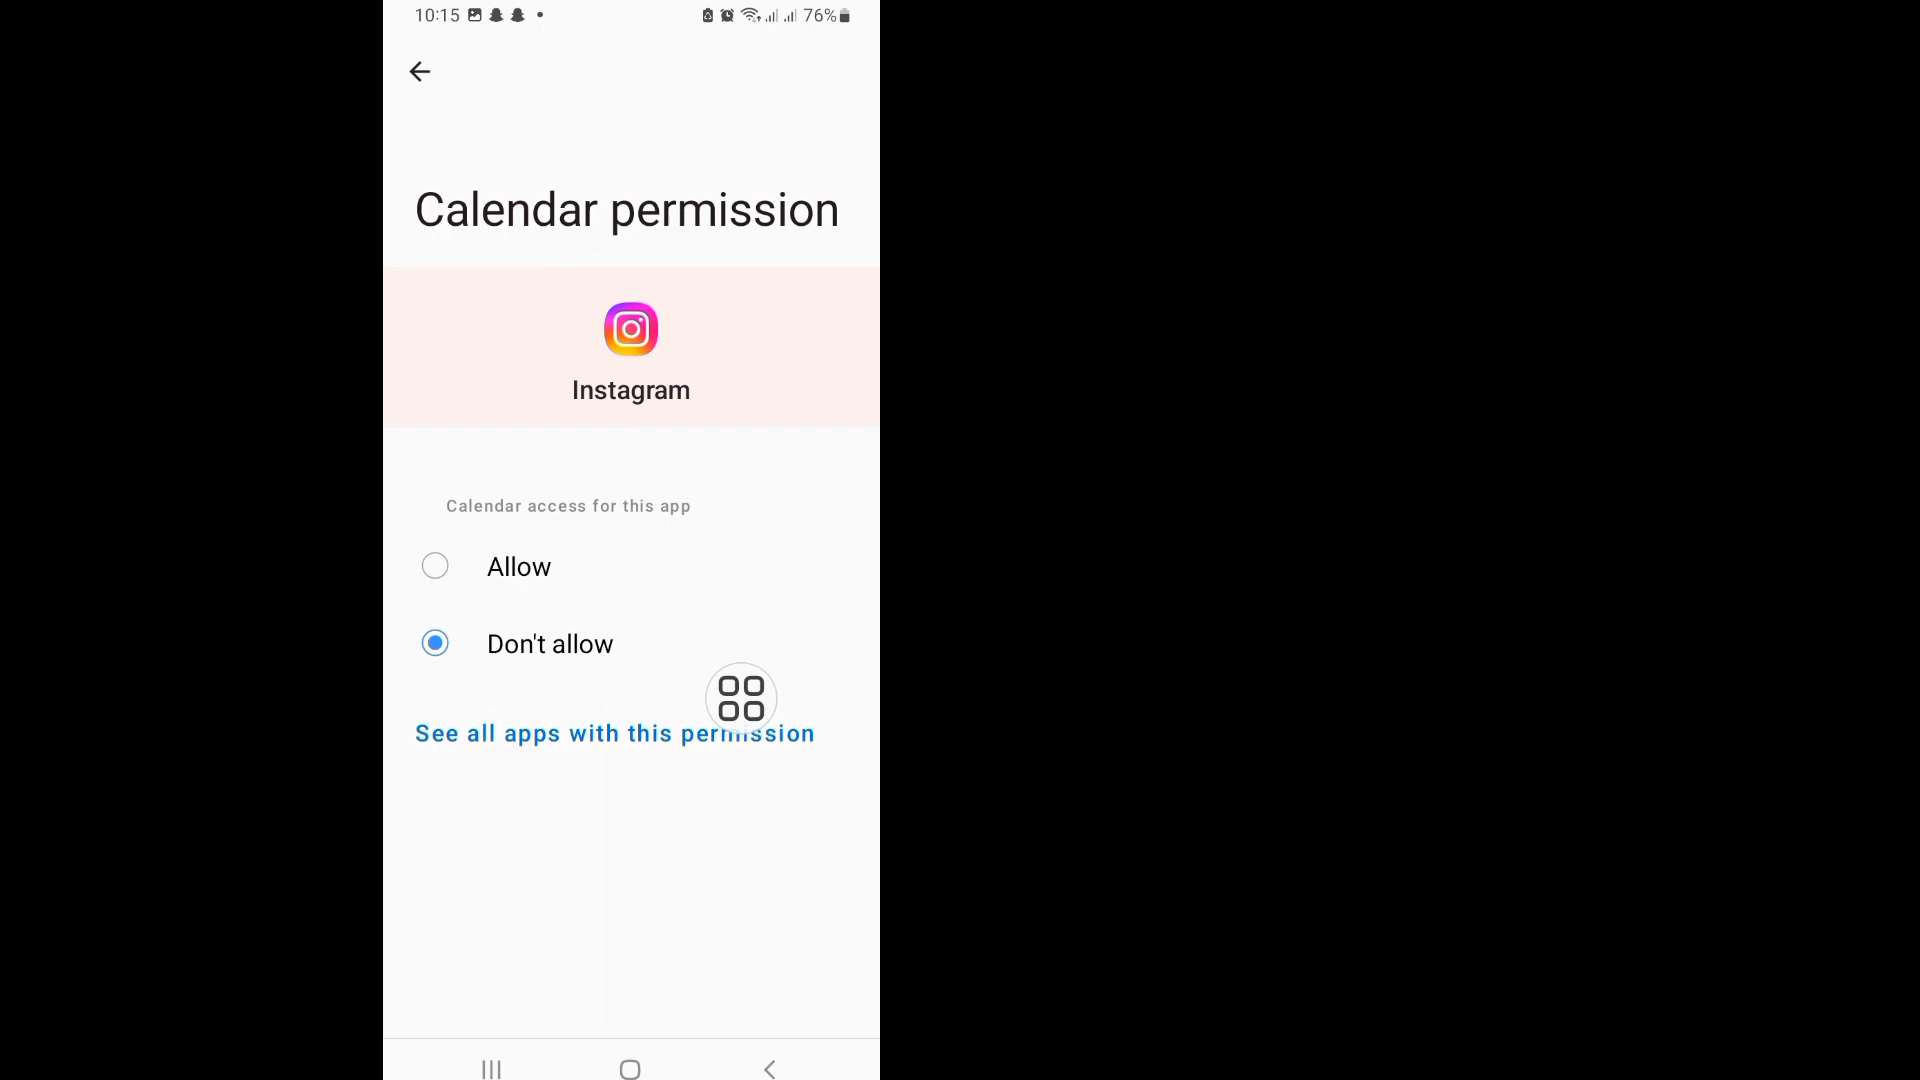 10:15 76%
Calendar permission
Instagram
Calendar access for this app
Allow
Don't allow
See all apps with this permission